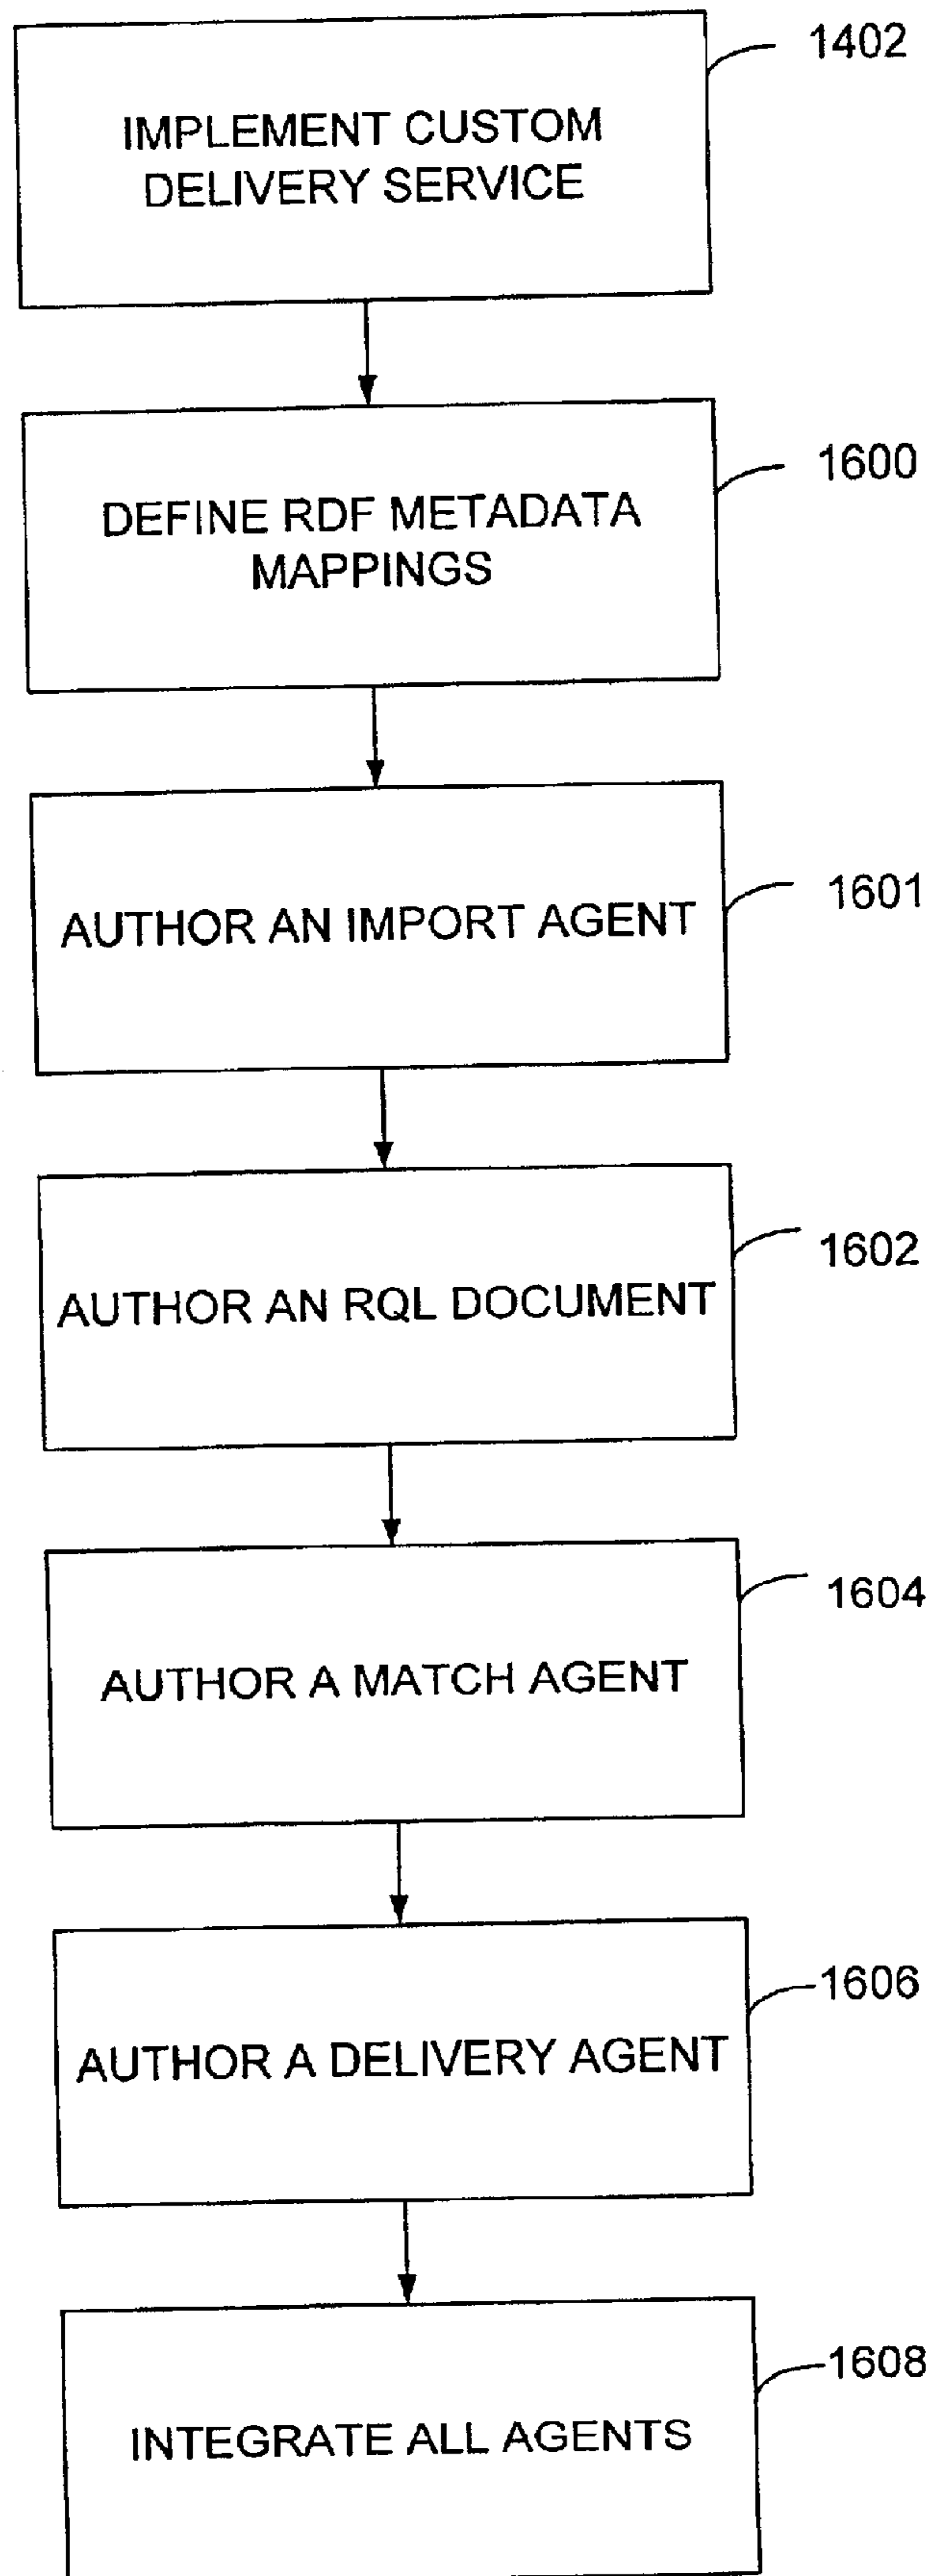 1402
IMPLEMENT CUSTOM
DELIVERY SERVICE
1600
DEFINE RDF METADATA
MAPPINGS
1601
AUTHOR AN IMPORT AGENT
1602
AUTHOR AN RQL DOCUMENT
1604
AUTHOR A MATCH AGENT
1606
AUTHOR A DELIVERY AGENT
1608
INTEGRATE ALL AGENTS